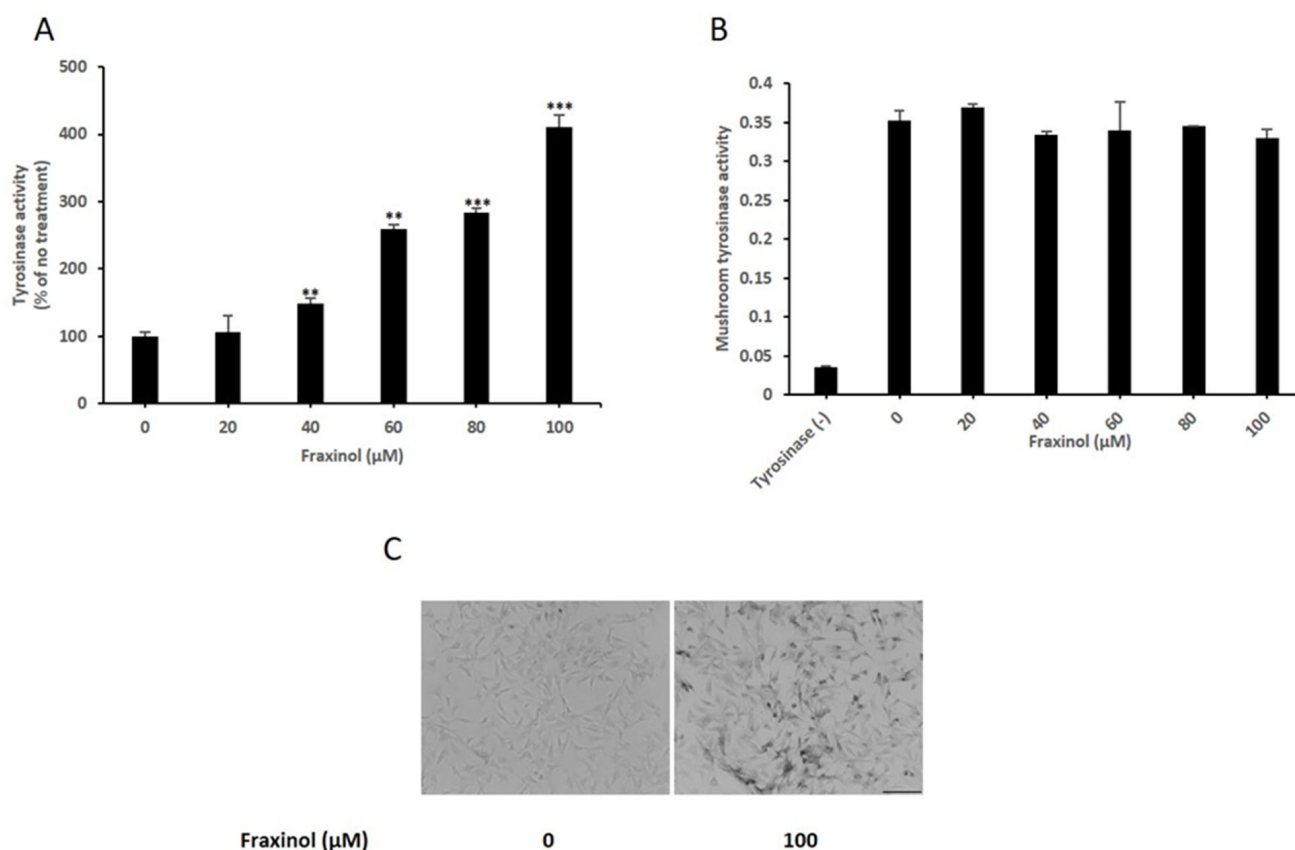 A
Tyrosinase activity
(% of no treatment)
500
400
300
200
100
0
**
**
***
***
0 20 40 60 80 100
Fraxinol (µM)
B
Mushroom tyrosinase activity
0.4
0.35
0.3
0.25
0.2
0.15
0.1
0.05
0
Tyrosinase (-) 0 20 40 60 80 100
Fraxinol (µM)
C
Fraxinol (µM) 0 100